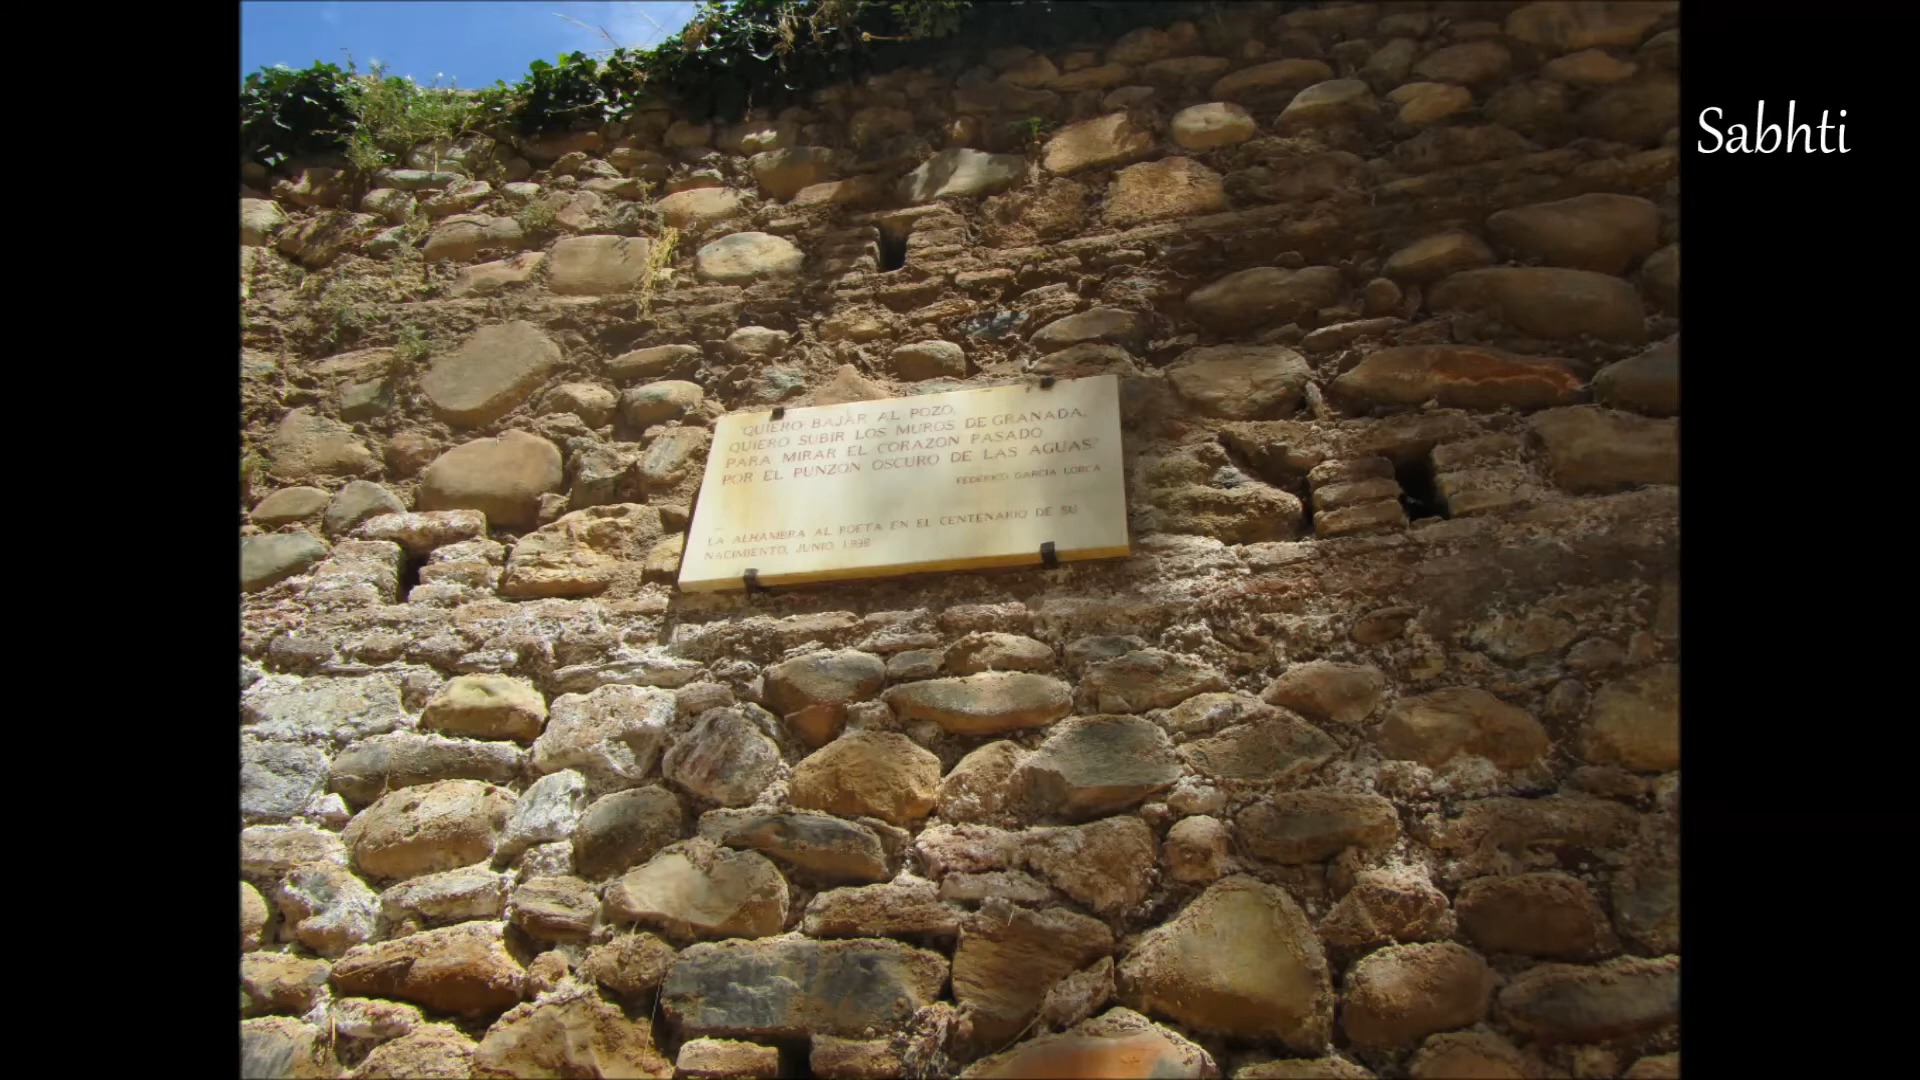 "QUIERO BAJAR AL POZO,
QUIERO SUBIR LOS MUROS DE GRANADA,
PARA MIRAR EL CORAZON PASADO
POR EL PUNZON OSCURO DE LAS AGUAS"
FEDERICO GARCIA LORCA
LA ALHAMBRA AL POETA EN EL CENTENARIO DE SU
NACIMIENTO, JUNIO 1998
Sabhti